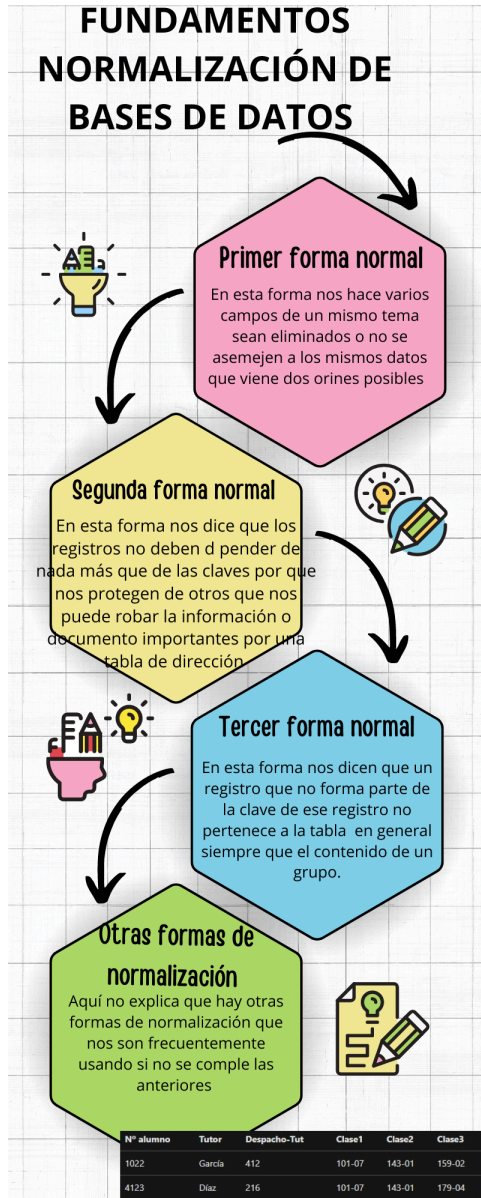 FUNDAMENTOS
NORMALIZACIÓN DE
BASES DE DATOS
Primer forma normal
En esta forma nos hace varios
campos de un mismo tema
sean eliminados o no se
asemejen a los mismos datos
que viene dos orines posibles
Segunda forma normal
En esta forma nos dice que los
registros no deben d pender de
nada más que de las claves por que
nos protegen de otros que nos
puede robar la información o
documento importantes por una
tabla de dirección
Tercer forma normal
En esta forma nos dicen que un
registro que no forma parte de
la clave de ese registro no
pertenece a la tabla en general
siempre que el contenido de un
grupo.
Otras formas de
normalización
Aquí no explica que hay otras
formas de normalización que
nos son frecuentemente
usando si no se comple las
anteriores
Nº alumno Tutor Despacho-Tut Clase1 Clase2 Clase3
1022 García 412 101-07 143-01 159-02
4123 Díaz 216 101-07 143-01 179-04